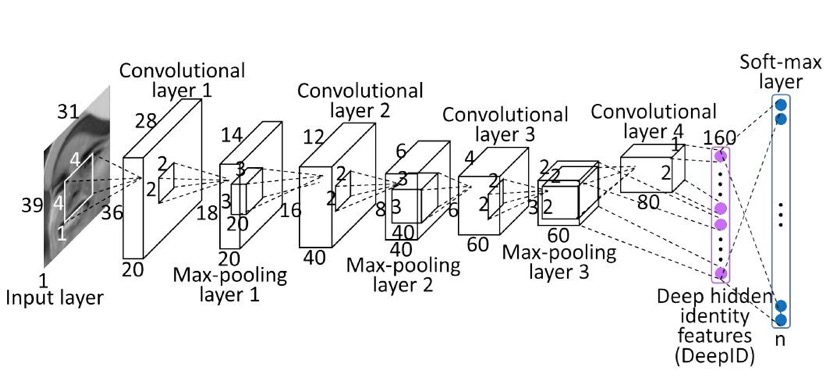 Soft-max
layer
Convolutional
layer 1
Convolutional
layer 2
Convolutional
layer 3
Convolutional
layer 4
31
39
4
4
1
1
Input layer
28
36
2
2
20
14
18
3
3
20
20
Max-pooling
layer 1
12
16
2
2
40
6
8
3
3
40
40
Max-pooling
layer 2
4
6
2
2
60
2
3
2
2
60
Max-pooling
layer 3
1
2
80
160
Deep hidden
identity
features
(DeepID)
n